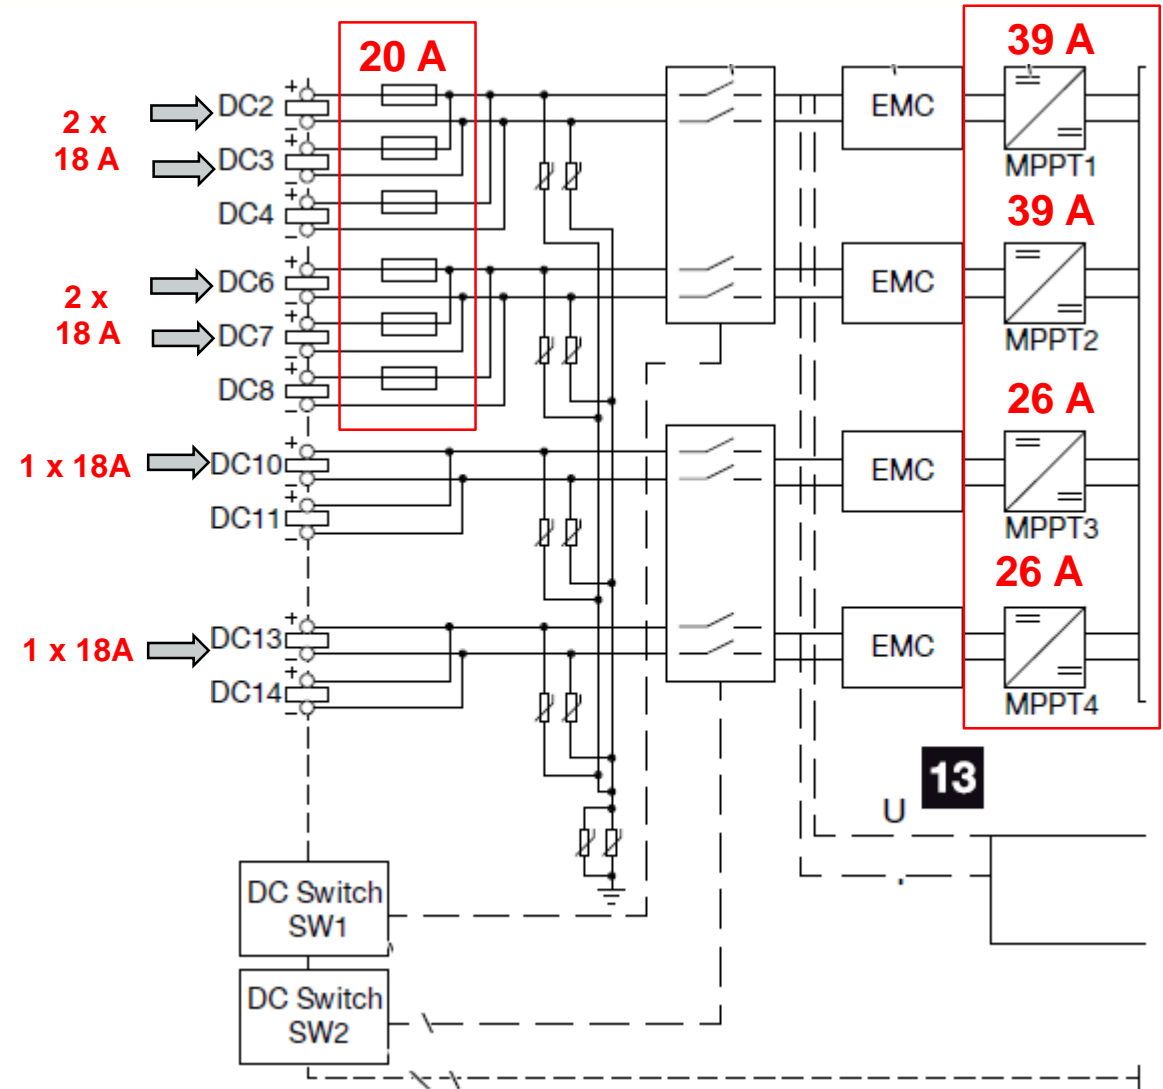 20 A
39 A
DC2
EMC
2 x
18 A
DC3
MPPT1
DC4
39 A
DC6
EMC
2 x
18 A
DC7
MPPT2
DC8
26 A
1 x 18A
DC10
EMC
DC11
MPPT3
26 A
1 x 18A
DC13
EMC
DC14
MPPT4
13
U
DC Switch
SW1
DC Switch
SW2